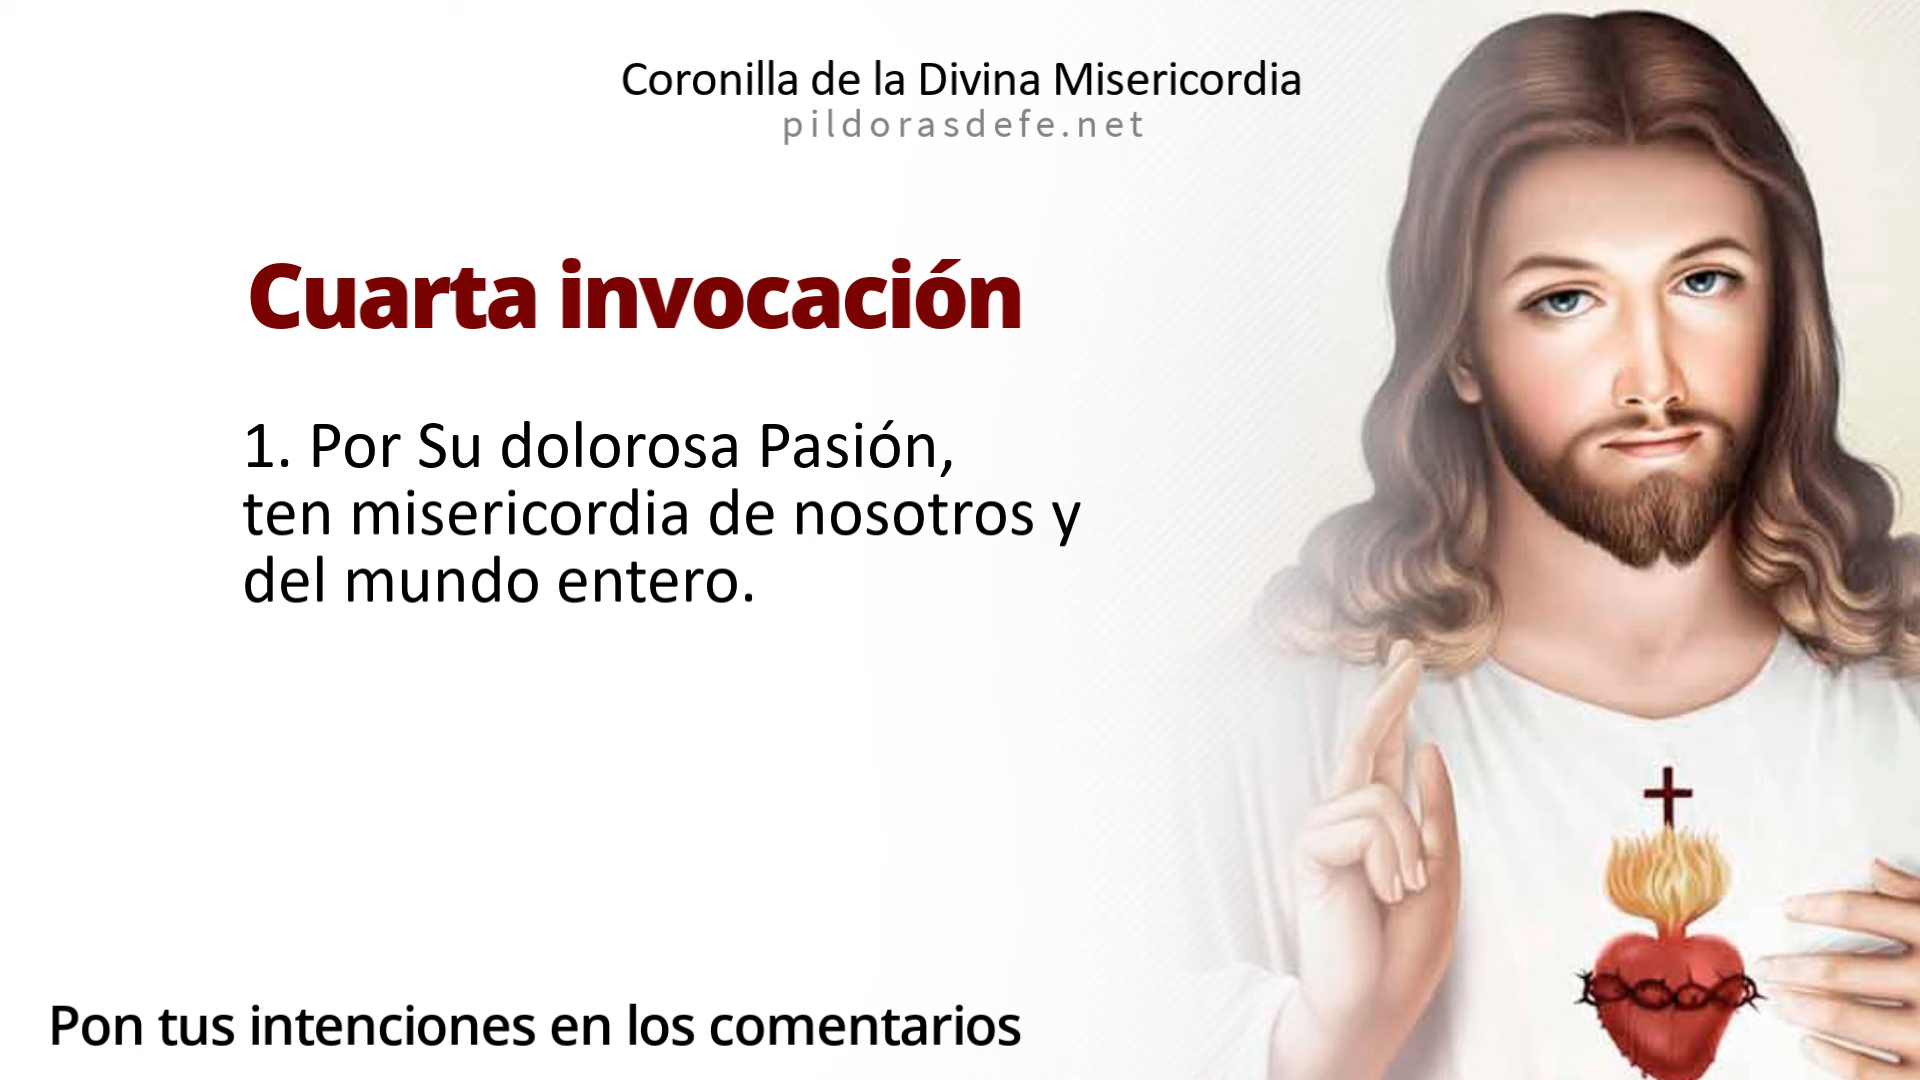 Coronilla de la Divina Misericordia
pildorasdefe.net
Cuarta invocación
1. Por Su dolorosa Pasión,
ten misericordia de nosotros y
del mundo entero.
Pon tus intenciones en los comentarios